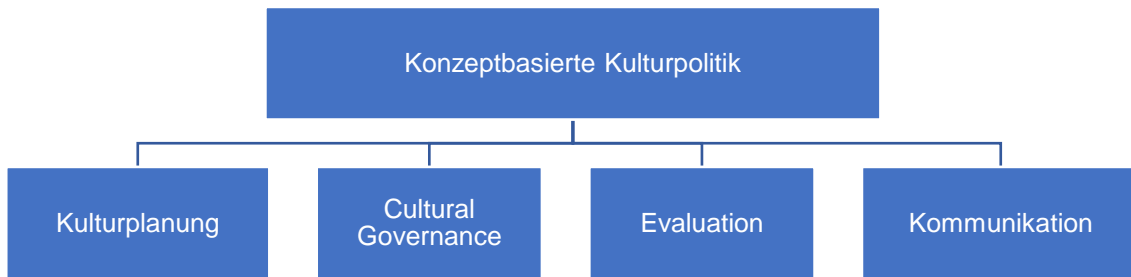 Konzeptbasierte Kulturpolitik
Kulturplanung
Cultural
Governance
Evaluation
Kommunikation